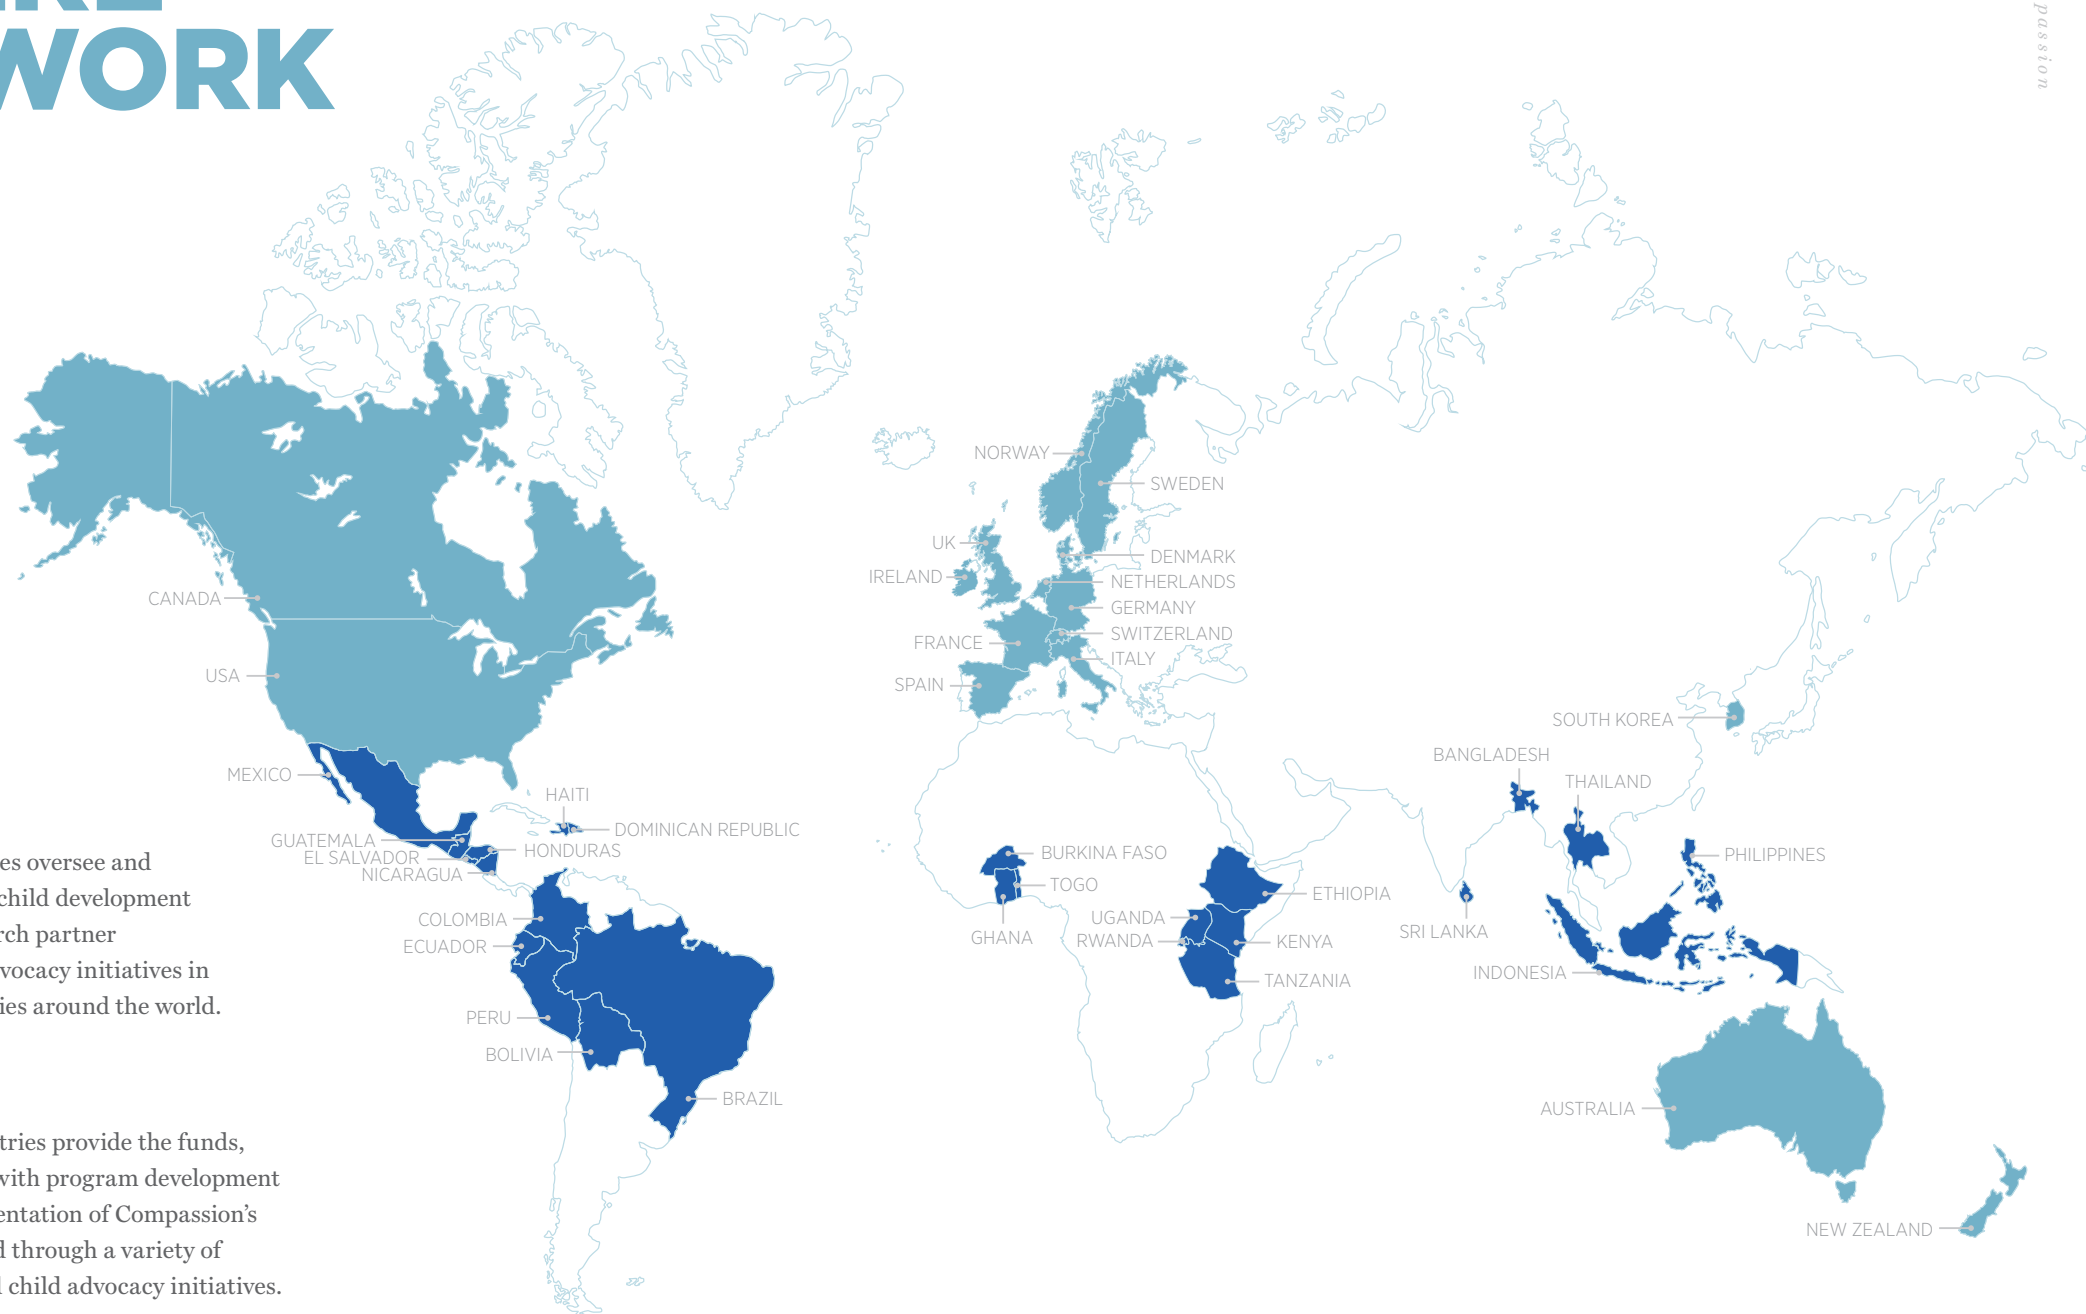 WORK
passion
NORWAY
SWEDEN
UK
DENMARK
IRELAND
NETHERLANDS
CANADA
GERMANY
FRANCE
SWITZERLAND
ITALY
USA
SPAIN
SOUTH KOREA
BANGLADESH
MEXICO
THAILAND
HAITI
DOMINICAN REPUBLIC
GUATEMALA
HONDURAS
EL SALVADOR
NICARAGUA
BURKINA FASO
PHILIPPINES
TOGO
ETHIOPIA
COLOMBIA
UGANDA
SRI LANKA
ECUADOR
GHANA
RWANDA
KENYA
INDONESIA
TANZANIA
PERU
BOLIVIA
BRAZIL
AUSTRALIA
NEW ZEALAND
es oversee and
child development
rch partner
vocacy initiatives in
ies around the world.
tries provide the funds,
with program development
entation of Compassion's
d through a variety of
l child advocacy initiatives.